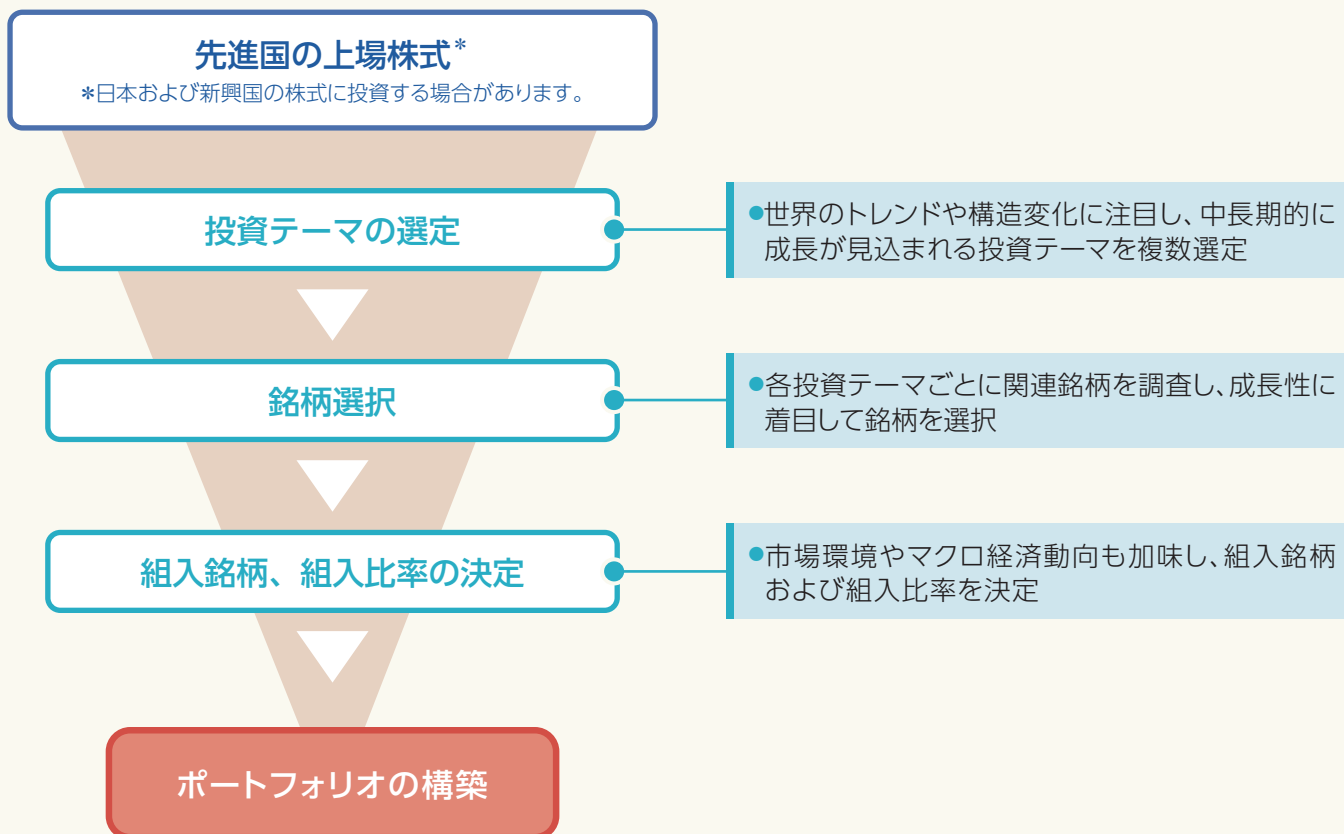 先進国の上場株式*
*日本および新興国の株式に投資する場合があります。
投資テーマの選定
●世界のトレンドや構造変化に注目し、中長期的に
成長が見込まれる投資テーマを複数選定
銘柄選択
●各投資テーマごとに関連銘柄を調査し、成長性に
着目して銘柄を選択
組入銘柄、組入比率の決定
●市場環境やマクロ経済動向も加味し、組入銘柄
および組入比率を決定
ポートフォリオの構築